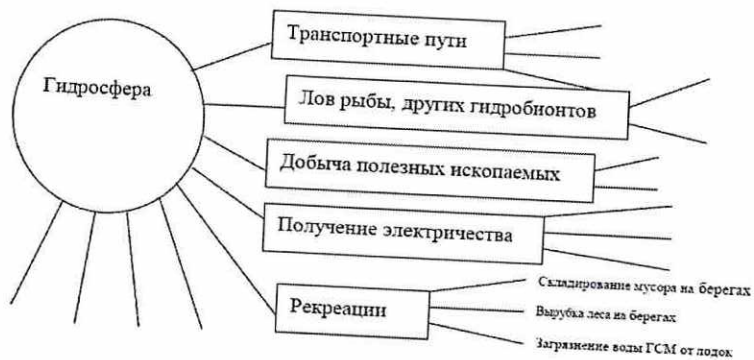 Гидросфера
Транспортные пути
Лов рыбы, других гидробионтов
Добыча полезных ископаемых
Получение электричества
Рекреации
Складирование мусора на берегах
Вырубка леса на берегах
Загрязнение воды ГСМ от лодок